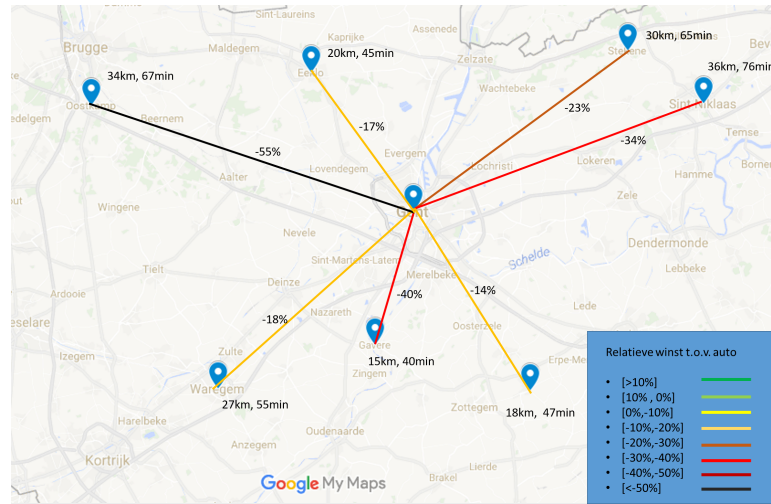 Sint-Laureins
Assenede
Kaprijke
Brugge
Maldegem
20km, 45min
30km, 65min
Stekene
Zelzate
34km, 67min
Eeklo
36km, 76min
Wachtebeke
Oostkamp
Sint-Niklaas
Beernem
-17%
-23%
Temse
Evergem
-34%
-55%
Lochristi
Lokeren
Lovendegem
Hamme
Aalter
Zele
Wingene
Gent
Nevele
Dendermonde
Sint-Martens-Latem
Schelde
Merelbeke
Lebbeke
Tielt
Deinze
-14%
Ardooie
-40%
Lede
Nazareth
-18%
Oosterzele
Gavere
Zulte
Izegem
15km, 40min
Erpe-Me
Zingem
Relatieve winst t.o.v. auto
Waregem
27km, 55min
Zottegem
18km, 47min
Harelbeke
Oudenaarde
Anzegem
Kortrijk
Lierde
Brakel
Google My Maps
• [>10%]
• [10% , 0%]
• [0%,-10%]
• [-10%,-20%]
• [-20%,-30%]
• [-30%,-40%]
• [-40%,-50%]
• [<-50%]